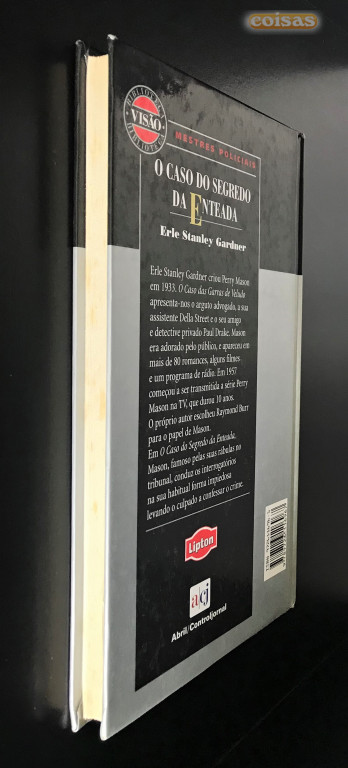 coisas
BIBLIOTECA
VISÃO
BIBLIOTECA
MESTRES POLICIAIS
O CASO DO SEGREDO
DA ENTEADA
Erle Stanley Gardner
Erle Stanley Gardner criou Perry Mason
em 1933. O Caso das Garras de Veludo
apresenta-nos o arguto advogado, a sua
assistente Della Street e o seu amigo
e detective privado Paul Drake. Mason
era adorado pelo público, e apareceu em
mais de 80 romances, alguns filmes
e um programa de rádio. Em 1957
começou a ser transmitida a série Perry
Mason na TV, que durou 10 anos.
O próprio autor escolheu Raymond Burr
para o papel de Mason.
Em O Caso do Segredo da Enteada,
Mason, famoso pelas suas rábulas no
tribunal, conduz os interrogatórios
na sua habitual forma impiedosa
levando o culpado a confessar o crime.
Lipton
a/cj
Abril/Controljornal